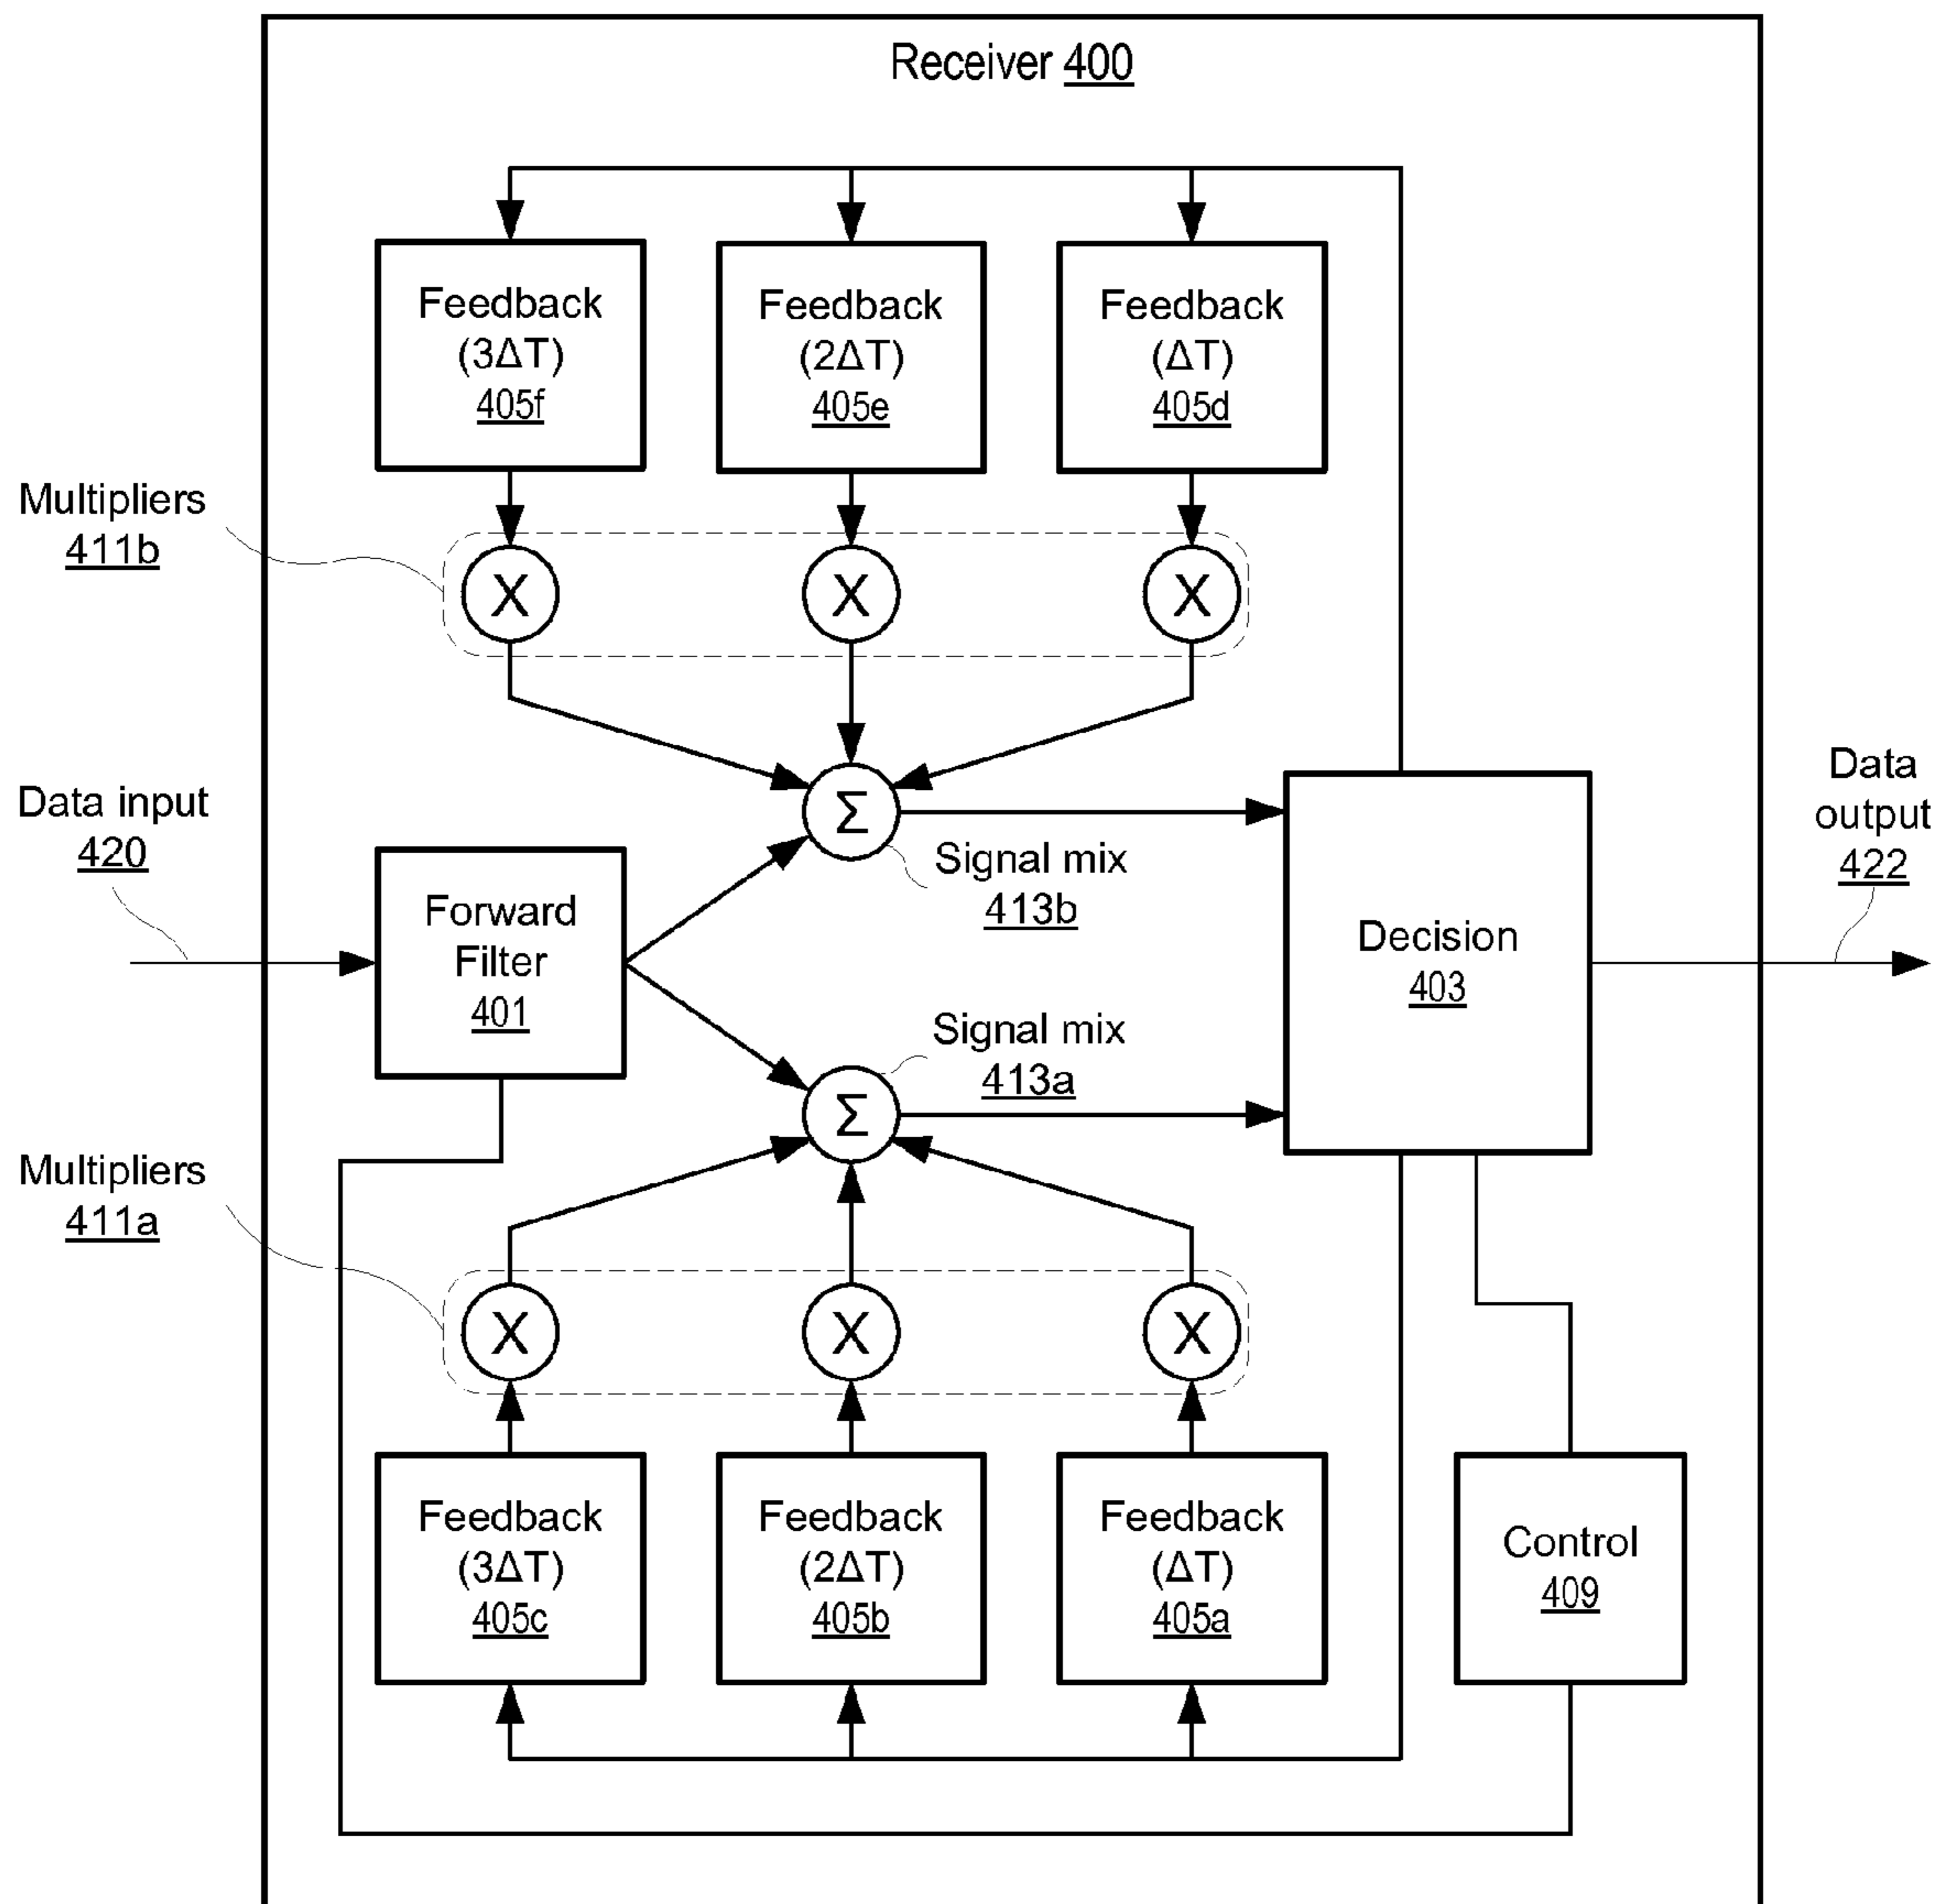 Receiver 400
Feedback
(3ΔT)
405f
Feedback
(2ΔT)
405e
Feedback
(ΔT)
405d
Multipliers
411b
X
X
X
Data input
420
Σ
Signal mix
413b
Forward
Filter
401
Decision
403
Data
output
422
Signal mix
413a
Σ
Multipliers
411a
X
X
X
Feedback
(3ΔT)
405c
Feedback
(2ΔT)
405b
Feedback
(ΔT)
405a
Control
409